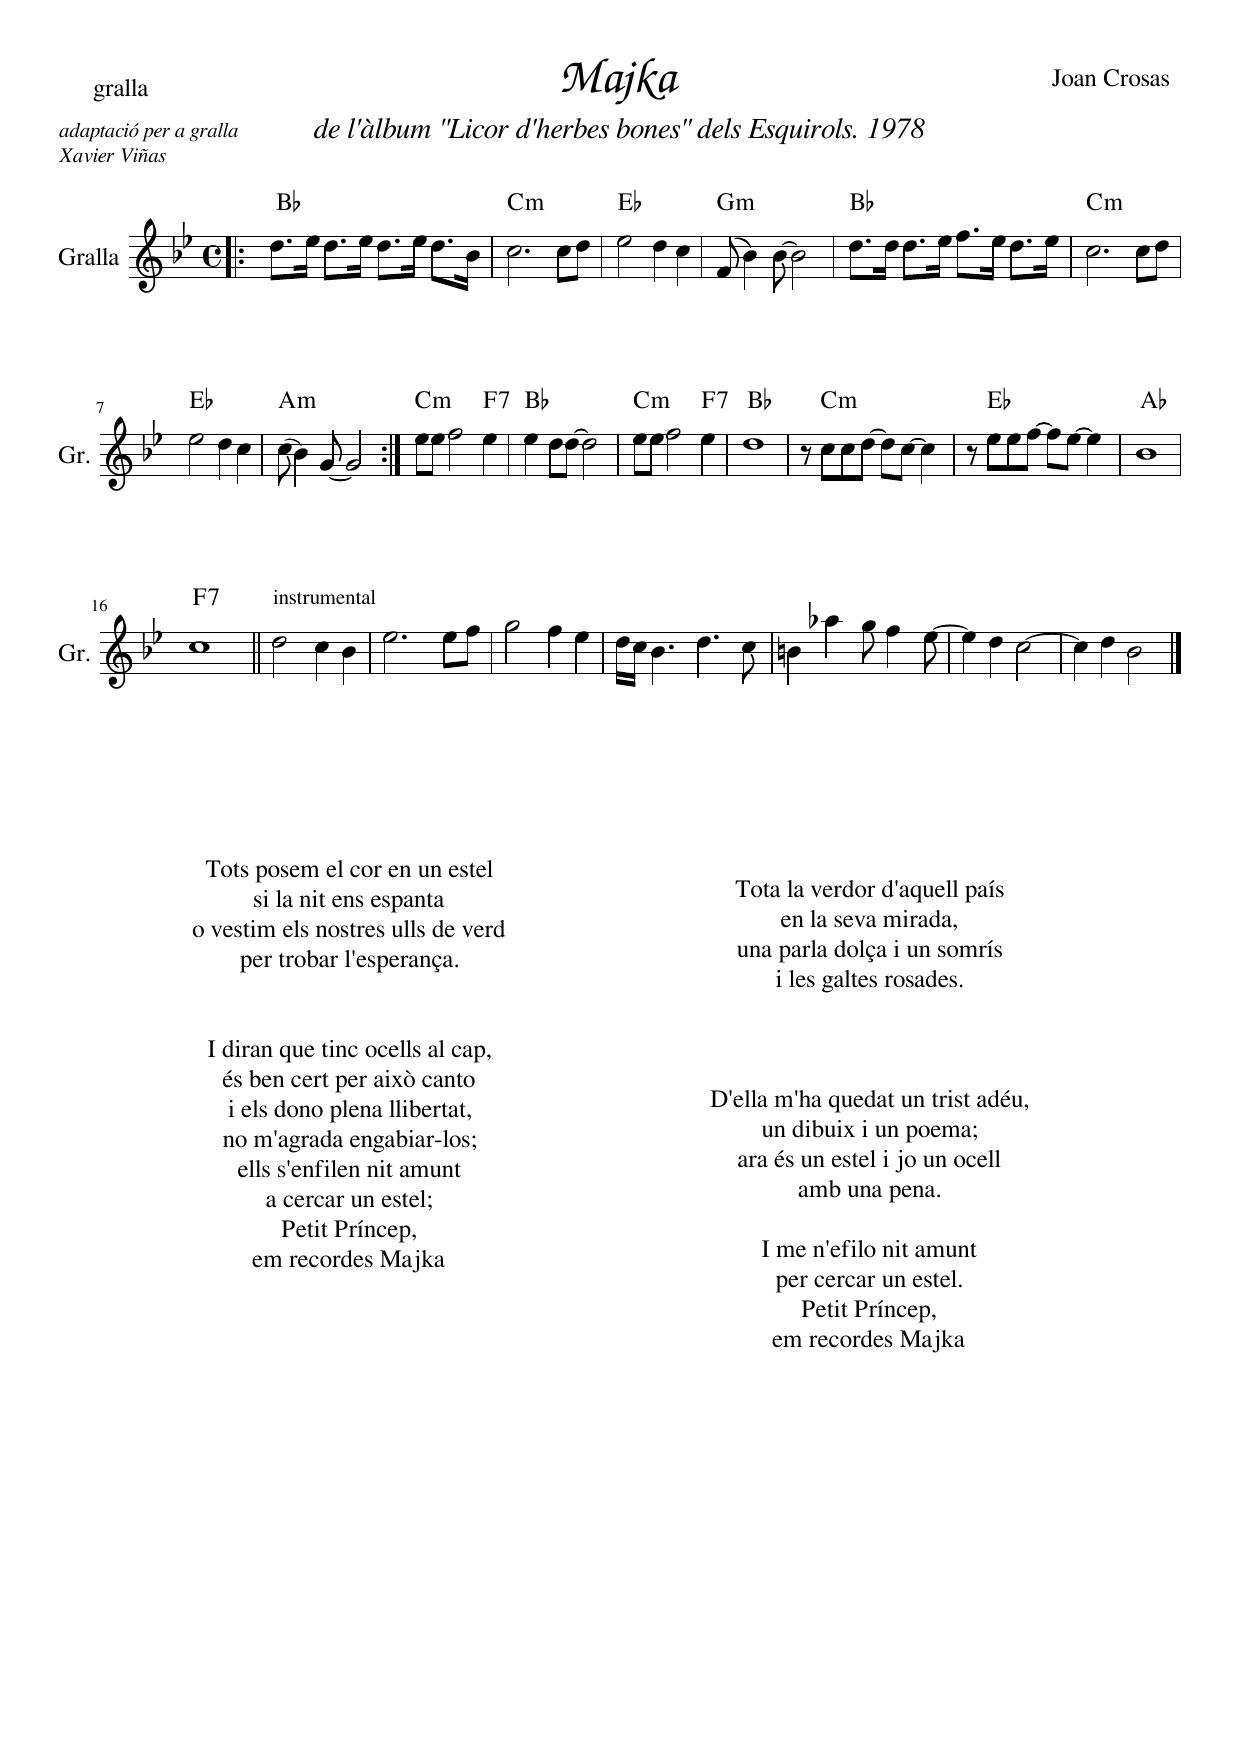 Majka
gralla
Joan Crosas
adaptació per a gralla
Xavier Viñas
de l'àlbum "Licor d'herbes bones" dels Esquirols. 1978
B♭ Cm E♭ Gm B♭ Cm
Gralla
7 E♭ Am Cm F7 B♭ Cm F7 B♭ Cm E♭ A♭
Gr.
16 F7 instrumental
Gr.
Tots posem el cor en un estel
si la nit ens espanta
o vestim els nostres ulls de verd
per trobar l'esperança.
I diran que tinc ocells al cap,
és ben cert per això canto
i els dono plena llibertat,
no m'agrada engabiar-los;
ells s'enfilen nit amunt
a cercar un estel;
Petit Príncep,
em recordes Majka
Tota la verdor d'aquell país
en la seva mirada,
una parla dolça i un somrís
i les galtes rosades.
D'ella m'ha quedat un trist adéu,
un dibuix i un poema;
ara és un estel i jo un ocell
amb una pena.
I me n'efilo nit amunt
per cercar un estel.
Petit Príncep,
em recordes Majka